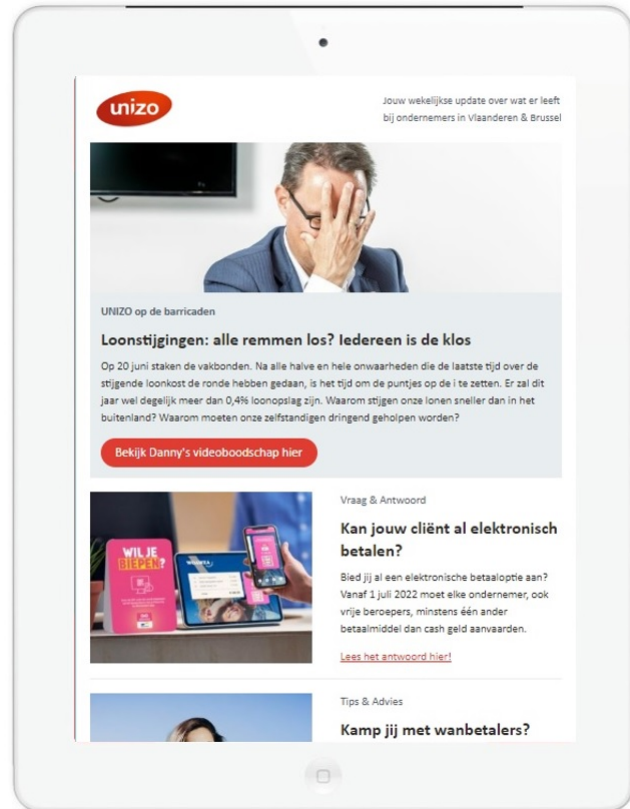 unizo
Jouw wekelijkse update over wat er leeft
bij ondernemers in Vlaanderen & Brussel
UNIZO op de barricaden
Loonstijgingen: alle remmen los? Iedereen is de klos
Op 20 juni staken de vakbonden. Na alle halve en hele onwaarheden die de laatste tijd over de
stijgende loonkost de ronde hebben gedaan, is het tijd om de puntjes op de i te zetten. Er zal dit
jaar wel degelijk meer dan 0,4% loonopslag zijn. Waarom stijgen onze lonen sneller dan in het
buitenland? Waarom moeten onze zelfstandigen dringend geholpen worden?
Bekijk Danny's videoboodschap hier
WIL JE
BIEPEN?
Vraag & Antwoord
Kan jouw cliënt al elektronisch
betalen?
Bied jij al een elektronische betaaloptie aan?
Vanaf 1 juli 2022 moet elke ondernemer, ook
vrije beroepers, minstens één ander
betaalmiddel dan cash geld aanvaarden.
Lees het antwoord hier!
Tips & Advies
Kamp jij met wanbetalers?